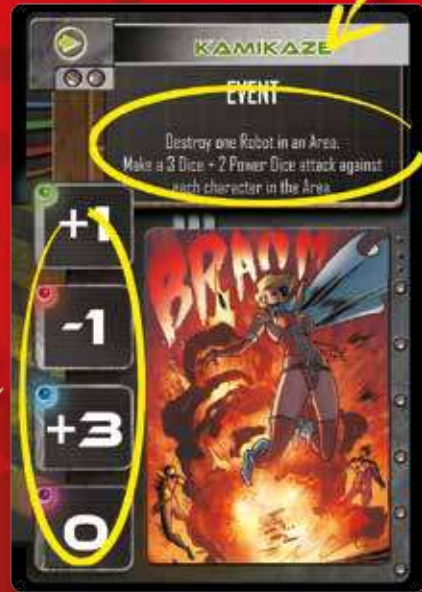 KAMIKAZE
EVENT
Destroy one Robot in an Area.
Make a 3 Dice + 2 Power Dice attack against
each character in the Area.
+1
-1
+3
0
BRAOM